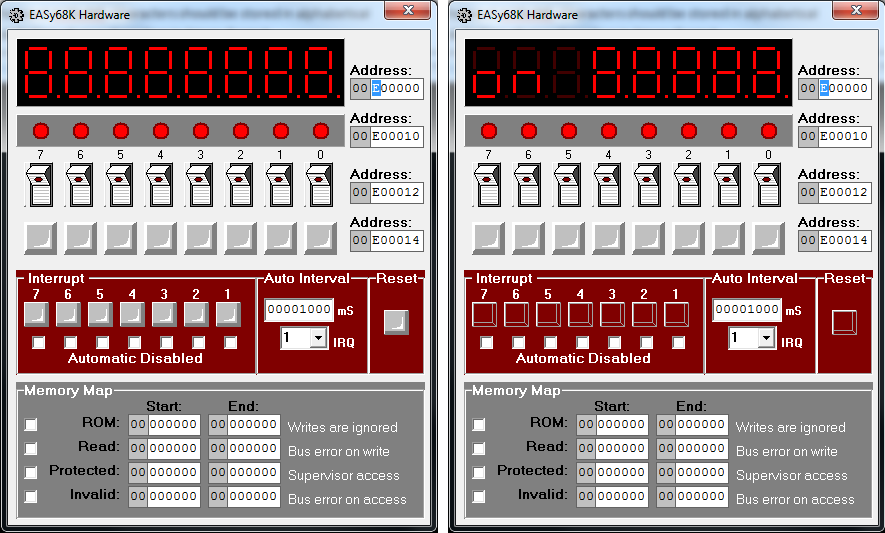 EASy68K Hardware
Address:
00 E00000
00 E00010
7 6 5 4 3 2 1 0
Address:
00 E00012
Address:
00 E00014
Interrupt
7 6 5 4 3 2 1
Automatic Disabled
Auto Interval
00001000 mS
1 IRQ
Reset
Memory Map
Start: End:
ROM: 00 000000 00 000000 Writes are ignored
Read: 00 000000 00 000000 Bus error on write
Protected: 00 000000 00 000000 Supervisor access
Invalid: 00 000000 00 000000 Bus error on access
EASy68K Hardware
Address:
00 E00000
Address:
00 E00010
7 6 5 4 3 2 1 0
Address:
00 E00012
Address:
00 E00014
Interrupt
7 6 5 4 3 2 1
Automatic Disabled
Auto Interval
00001000 mS
1 IRQ
Reset
Memory Map
Start: End:
ROM: 00 000000 00 000000 Writes are ignored
Read: 00 000000 00 000000 Bus error on write
Protected: 00 000000 00 000000 Supervisor access
Invalid: 00 000000 00 000000 Bus error on access